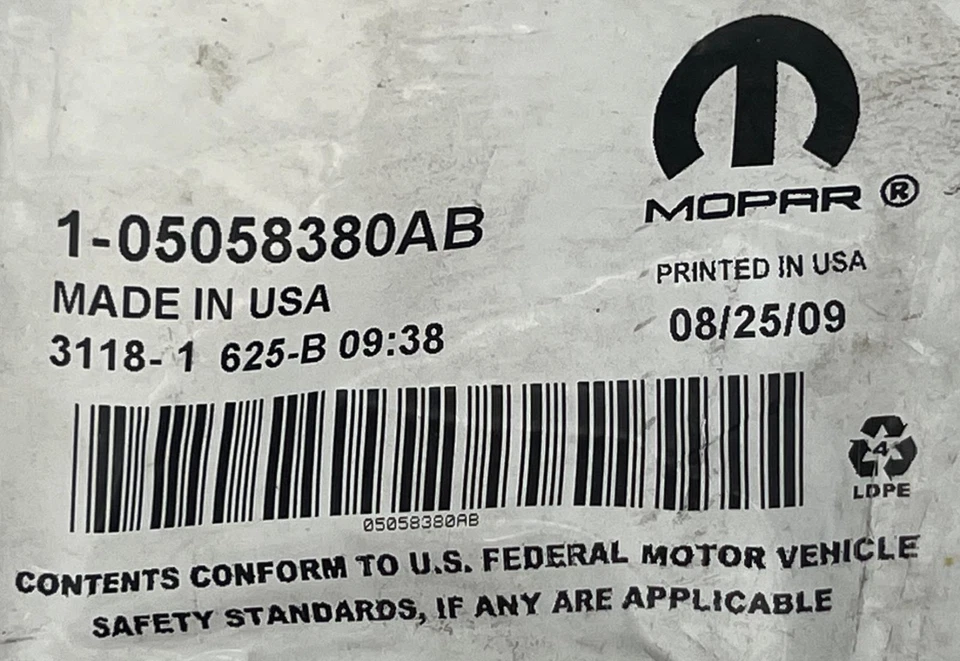 MOPAR ®
1-05058380AB
MADE IN USA
3118- 1 625-B 09:38
PRINTED IN USA
08/25/09
05058380AB
4
LDPE
CONTENTS CONFORM TO U.S. FEDERAL MOTOR VEHICLE
SAFETY STANDARDS, IF ANY ARE APPLICABLE